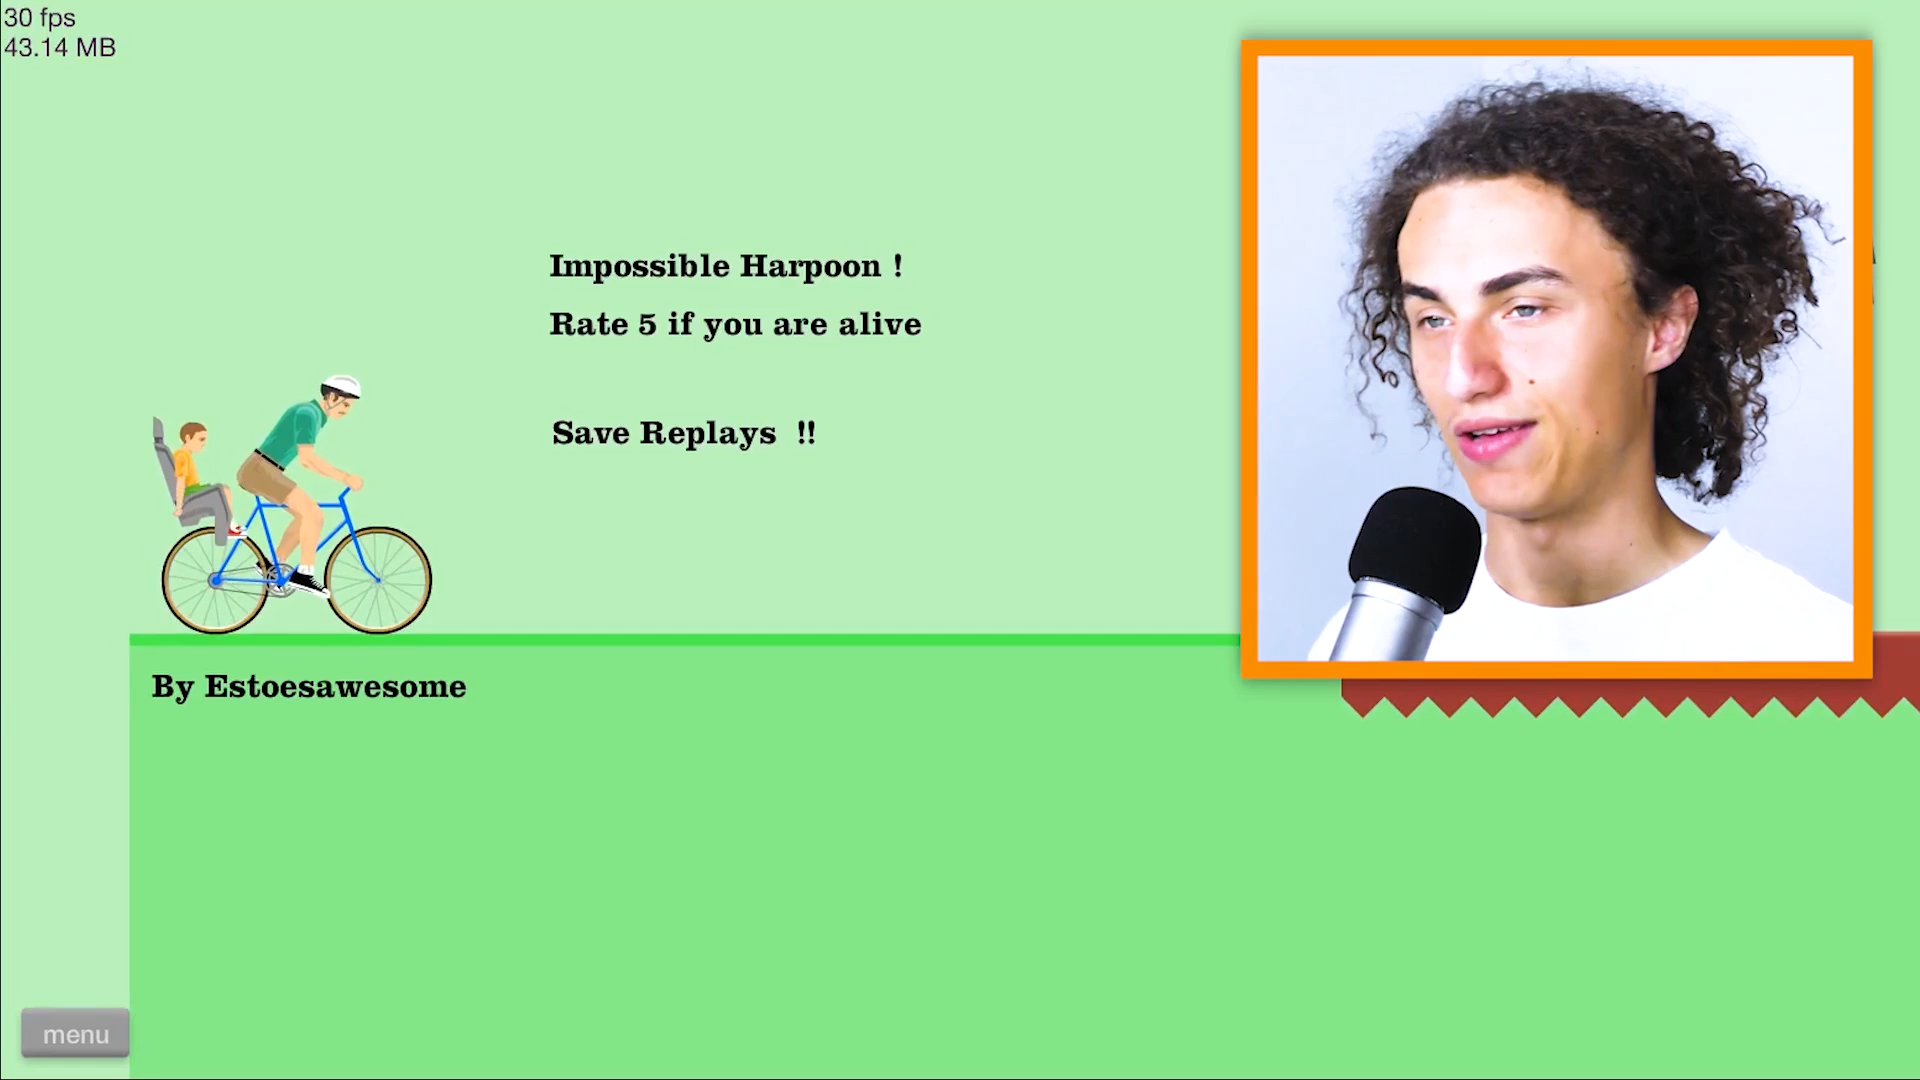 30 fps
43.14 MB
Impossible Harpoon !
Rate 5 if you are alive
Save Replays !!
By Estoesawesome
menu